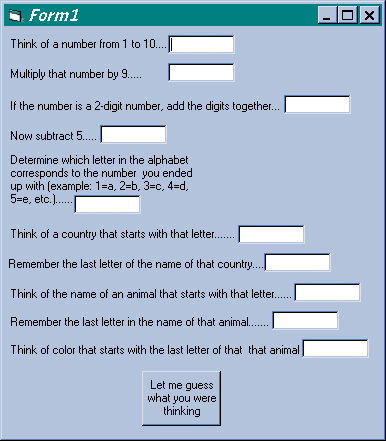 Form1
Think of a number from 1 to 10....
Multiply that number by 9.....
If the number is a 2-digit number, add the digits together...
Now subtract 5.....
Determine which letter in the alphabet
corresponds to the number you ended
up with (example: 1=a, 2=b, 3=c, 4=d,
5=e, etc.)......
Think of a country that starts with that letter.......
Remember the last letter of the name of that country....
Think of the name of an animal that starts with that letter......
Remember the last letter in the name of that animal.......
Think of color that starts with the last letter of that that animal
Let me guess
what you were
thinking